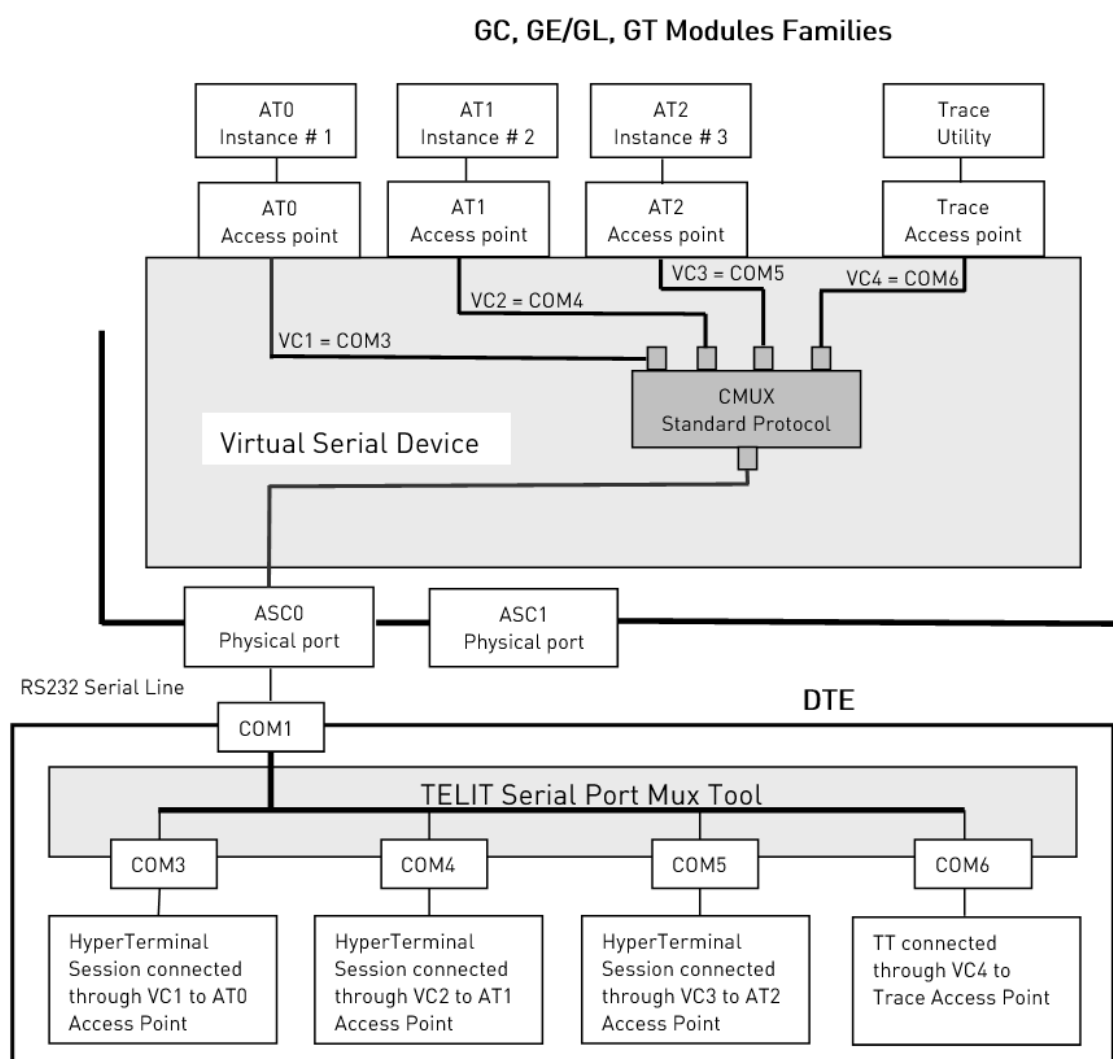 GC, GE/GL, GT Modules Families
AT0
Instance # 1
AT1
Instance # 2
AT2
Instance # 3
Trace
Utility
AT0
Access point
AT1
Access point
AT2
Access point
Trace
Access point
VC3 = COM5
VC4 = COM6
VC2 = COM4
VC1 = COM3
CMUX
Standard Protocol
Virtual Serial Device
ASC0
Physical port
ASC1
Physical port
RS232 Serial Line
DTE
COM1
TELIT Serial Port Mux Tool
COM3
COM4
COM5
COM6
HyperTerminal
Session connected
through VC1 to AT0
Access Point
HyperTerminal
Session connected
through VC2 to AT1
Access Point
HyperTerminal
Session connected
through VC3 to AT2
Access Point
TT connected
through VC4 to
Trace Access Point